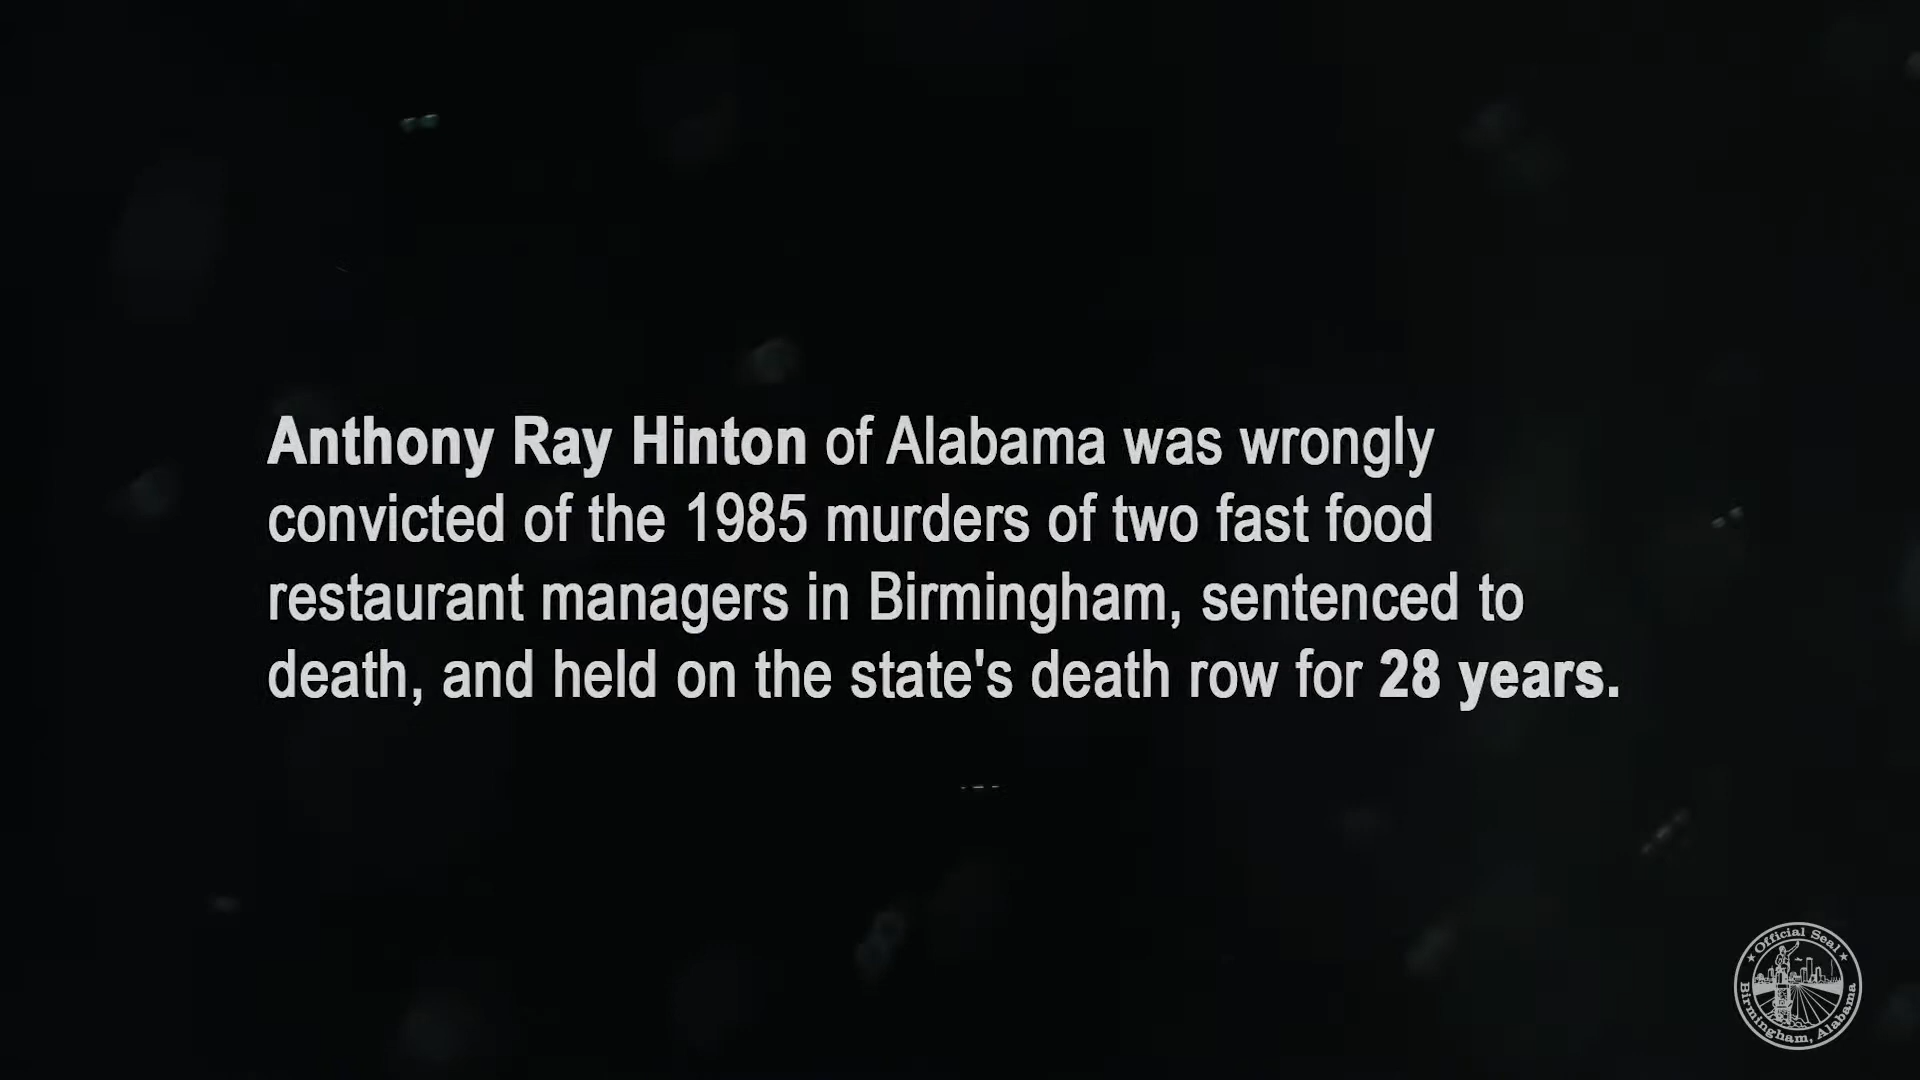 Anthony Ray Hinton of Alabama was wrongly
convicted of the 1985 murders of two fast food
restaurant managers in Birmingham, sentenced to
death, and held on the state's death row for 28 years.
Official Seal
Birmingham, Alabama